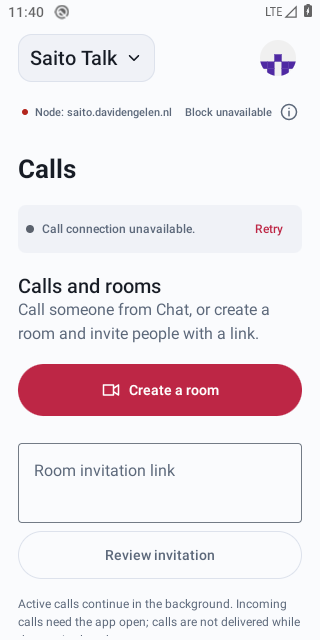 11:40
LTE
Saito Talk
Node: saito.davidengelen.nl Block unavailable
Calls
Call connection unavailable. Retry
Calls and rooms
Call someone from Chat, or create a
room and invite people with a link.
Create a room
Room invitation link
Review invitation
Active calls continue in the background. Incoming
calls need the app open; calls are not delivered while